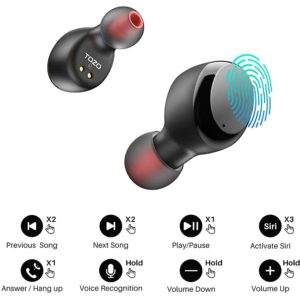 TOZO
X2
X2
X1
Siri
X3
Previous Song
Next Song
Play/Pause
Activate Siri
X1
Hold
Hold
Hold
Answer / Hang up
Voice Recognition
Volume Down
Volume Up